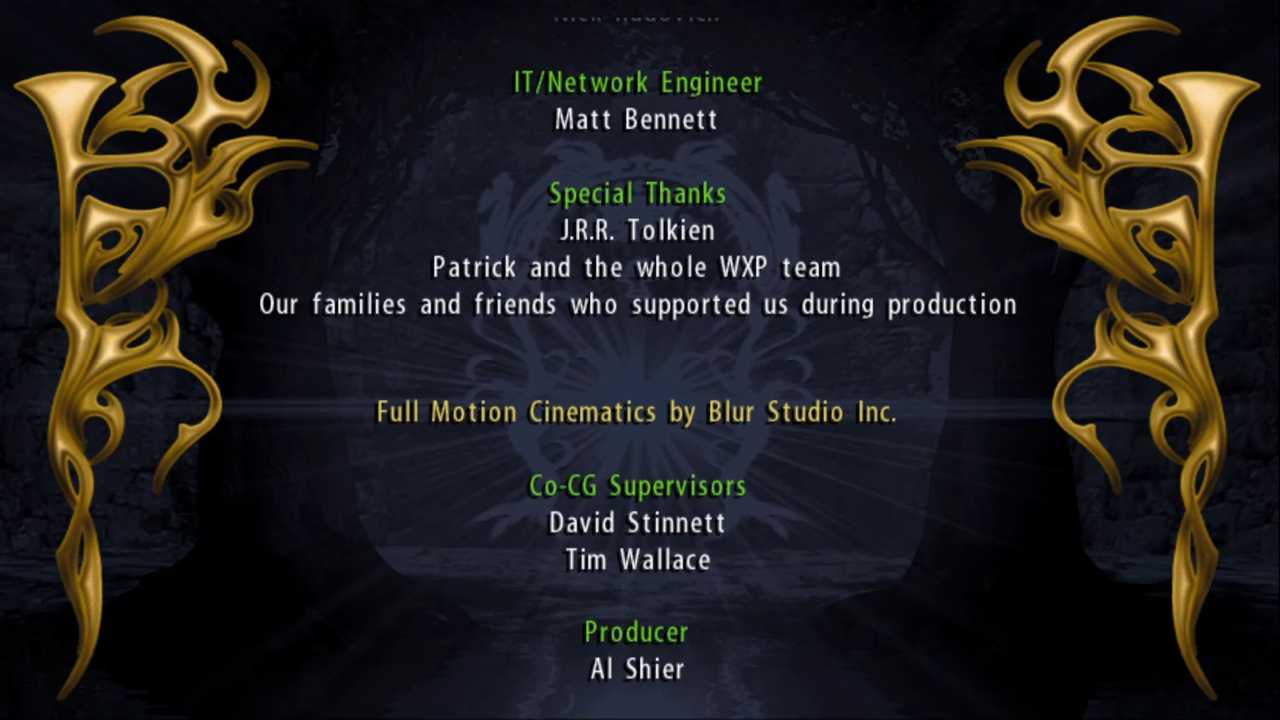 IT/Network Engineer
Matt Bennett
Special Thanks
J.R.R. Tolkien
Patrick and the whole WXP team
Our families and friends who supported us during production
Full Motion Cinematics by Blur Studio Inc.
Co-CG Supervisors
David Stinnett
Tim Wallace
Producer
Al Shier